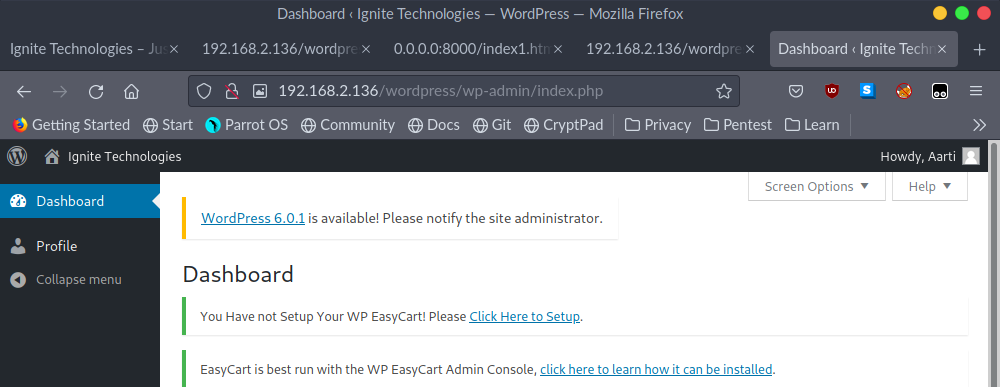 Dashboard ‹ Ignite Technologies — WordPress — Mozilla Firefox
Ignite Technologies – Jus
192.168.2.136/wordpre
0.0.0.0:8000/index1.htm
192.168.2.136/wordpre
Dashboard ‹ Ignite Techn
192.168.2.136/wordpress/wp-admin/index.php
Getting Started Start Parrot OS Community Docs Git CryptPad Privacy Pentest Learn
Ignite Technologies Howdy, Aarti
Dashboard
Profile
Collapse menu
Screen Options Help
WordPress 6.0.1 is available! Please notify the site administrator.
Dashboard
You Have not Setup Your WP EasyCart! Please Click Here to Setup.
EasyCart is best run with the WP EasyCart Admin Console, click here to learn how it can be installed.